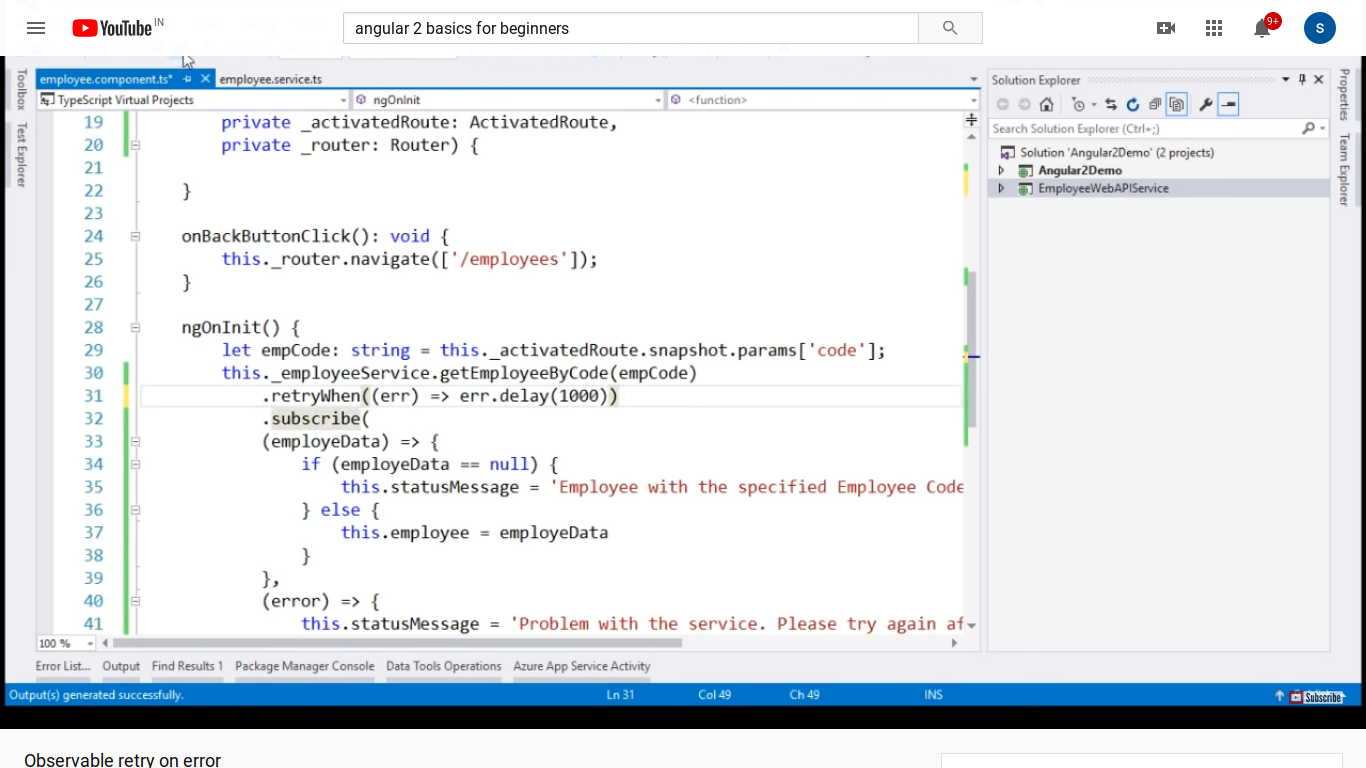 YouTube IN
angular 2 basics for beginners
9+
S
Toolbox
Test Explorer
employee.component.ts*
employee.service.ts
TypeScript Virtual Projects
ngOnInit
<function>
19 private _activatedRoute: ActivatedRoute,
20 private _router: Router) {
21
22 }
23
24 onBackButtonClick(): void {
25 this._router.navigate(['/employees']);
26 }
27
28 ngOnInit() {
29 let empCode: string = this._activatedRoute.snapshot.params['code'];
30 this._employeeService.getEmployeeByCode(empCode)
31 .retryWhen((err) => err.delay(1000))
32 .subscribe(
33 (employeData) => {
34 if (employeData == null) {
35 this.statusMessage = 'Employee with the specified Employee Code
36 } else {
37 this.employee = employeData
38 }
39 },
40 (error) => {
41 this.statusMessage = 'Problem with the service. Please try again af
100 %
Solution Explorer
Search Solution Explorer (Ctrl+;)
Solution 'Angular2Demo' (2 projects)
Angular2Demo
EmployeeWebAPIService
Properties
Team Explorer
Error List... Output Find Results 1 Package Manager Console Data Tools Operations Azure App Service Activity
Output(s) generated successfully. Ln 31 Col 49 Ch 49 INS
Subscribe
Observable retry on error